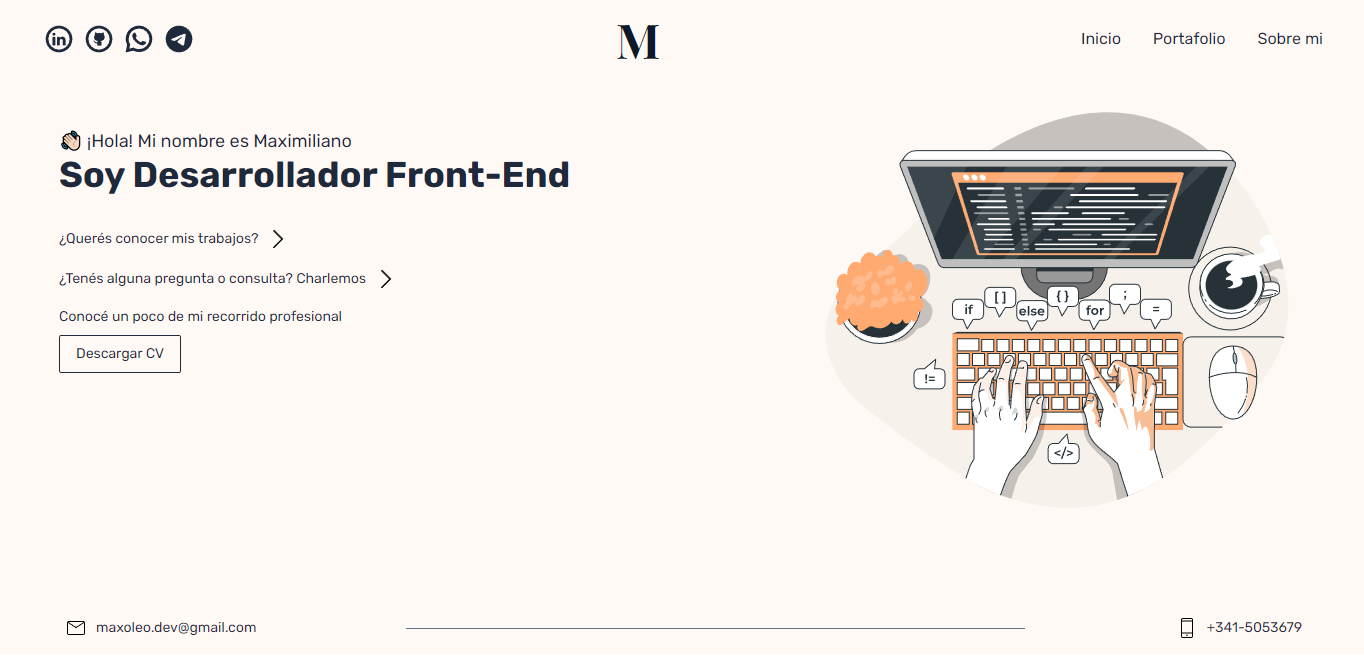 M
Inicio Portafolio Sobre mi
¡Hola! Mi nombre es Maximiliano
Soy Desarrollador Front-End
¿Querés conocer mis trabajos?
¿Tenés alguna pregunta o consulta? Charlemos
Conocé un poco de mi recorrido profesional
Descargar CV
if [ ] else { } for ; =
!=
</>
maxoleo.dev@gmail.com
+341-5053679